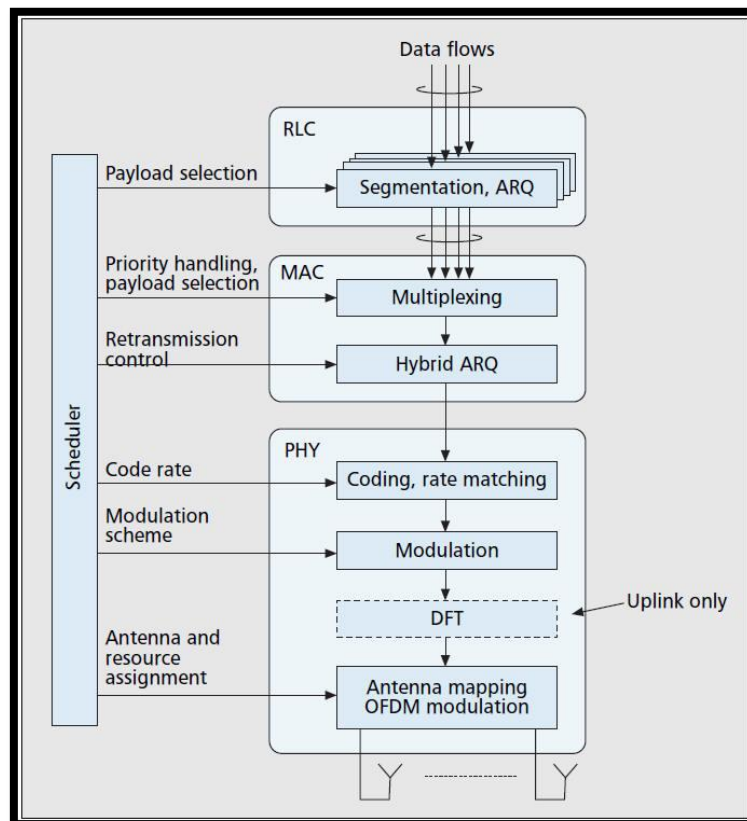 Data flows
RLC
Payload selection
Segmentation, ARQ
Priority handling,
payload selection
MAC
Multiplexing
Retransmission
control
Hybrid ARQ
Scheduler
PHY
Code rate
Coding, rate matching
Modulation
scheme
Modulation
DFT
Uplink only
Antenna and
resource
assignment
Antenna mapping
OFDM modulation